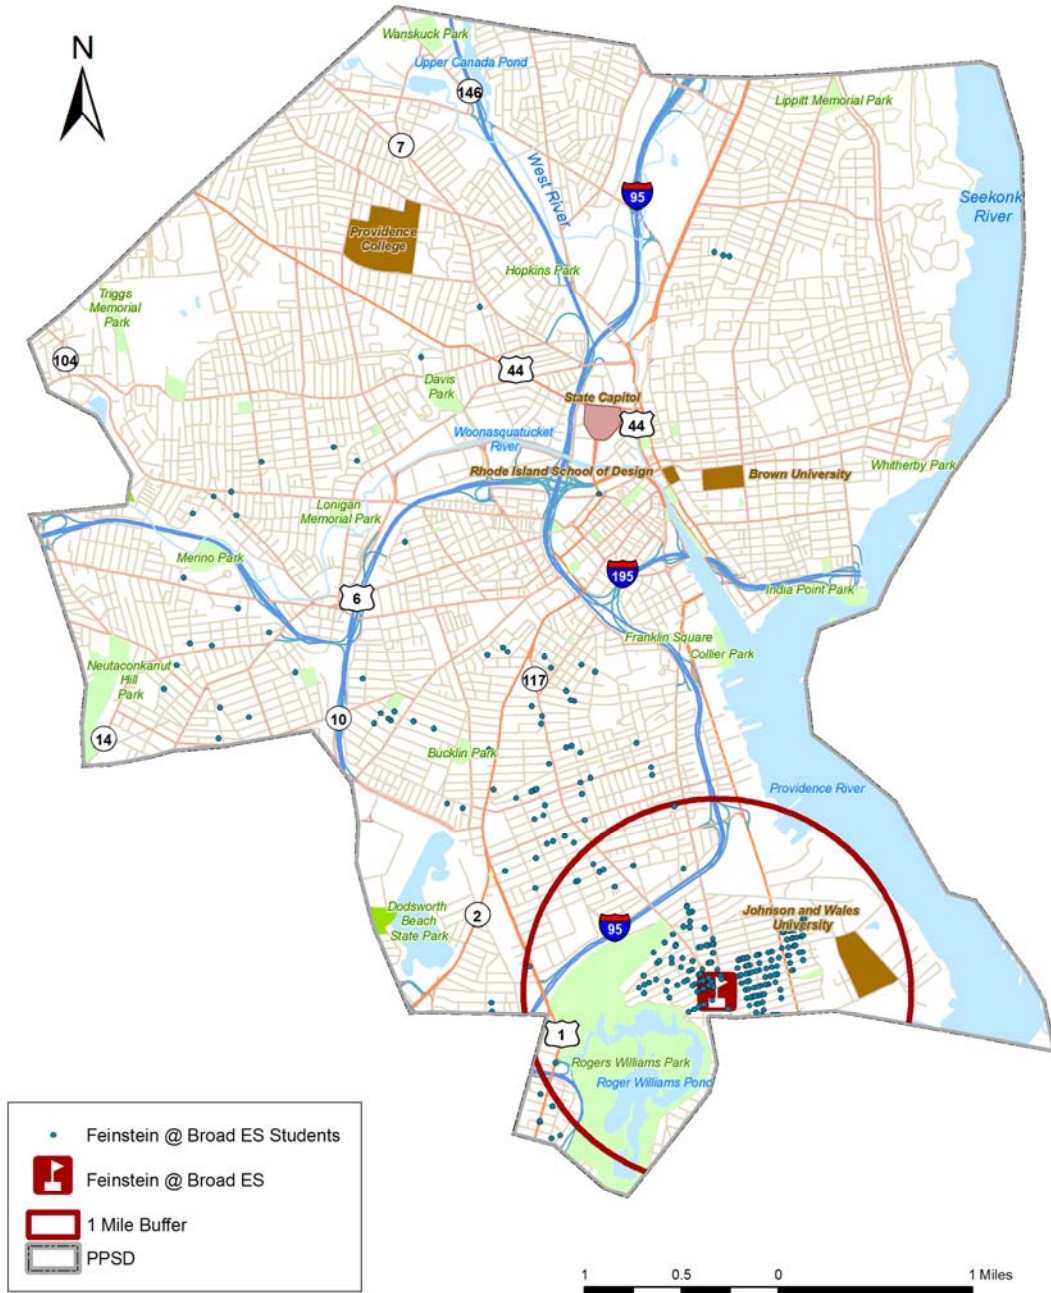 N
Wanskuck Park
Upper Canada Pond
146
Lippitt Memorial Park
7
West River
95
Seekonk
River
Providence
College
Hopkins Park
Triggs
Memorial
Park
104
44
Davis
Park
State Capitol
44
Woonasquatucket
River
Rhode Island School of Design
Brown University
Whitherby Park
Lonigan
Memorial Park
Merino Park
195
6
India Point Park
Franklin Square
Collier Park
Neutaconkanut
Hill
Park
117
10
14
Bucklin Park
Providence River
Dodsworth
Beach
State Park
2
95
Johnson and Wales
University
1
Rogers Williams Park
Roger Williams Pond
Feinstein @ Broad ES Students
Feinstein @ Broad ES
1 Mile Buffer
PPSD
1 0.5 0 1 Miles